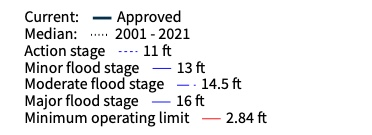 Current: Approved
Median: 2001 - 2021
Action stage 11 ft
Minor flood stage 13 ft
Moderate flood stage 14.5 ft
Major flood stage 16 ft
Minimum operating limit 2.84 ft